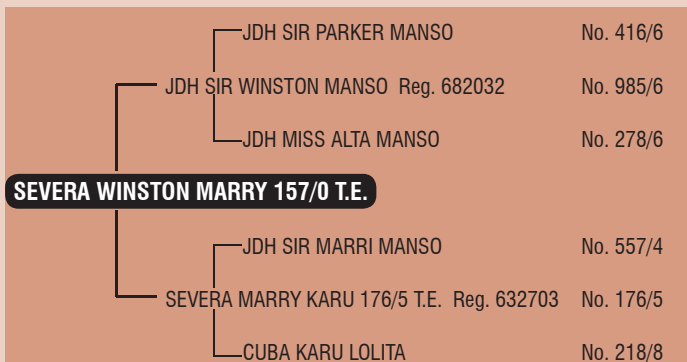 JDH SIR PARKER MANSO No. 416/6
JDH SIR WINSTON MANSO Reg. 682032 No. 985/6
JDH MISS ALTA MANSO No. 278/6
SEVERA WINSTON MARRY 157/0 T.E.
JDH SIR MARRI MANSO No. 557/4
SEVERA MARRY KARU 176/5 T.E. Reg. 632703 No. 176/5
CUBA KARU LOLITA No. 218/8